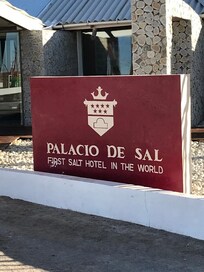 PALACIO DE SAL
FIRST SALT HOTEL IN THE WORLD